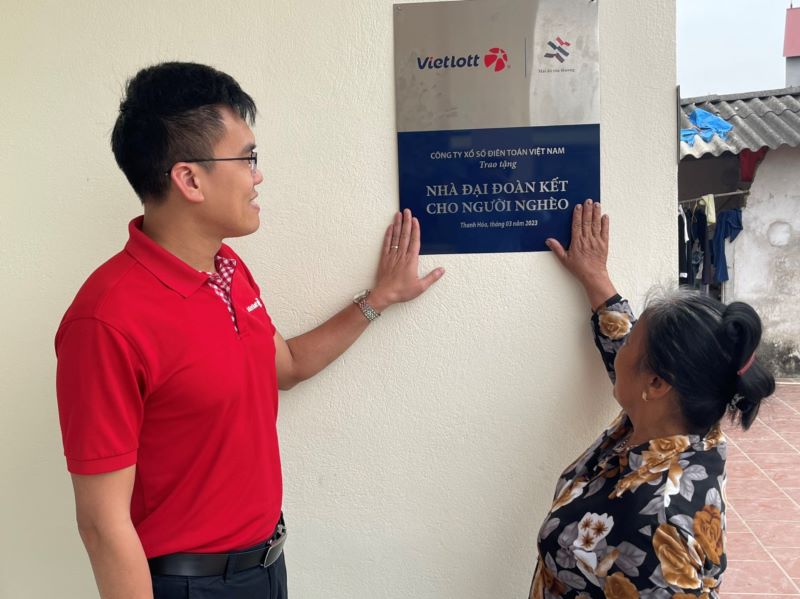 Vietlott
CÔNG TY XỔ SỐ ĐIỆN TOÁN VIỆT NAM
Trao tặng
NHÀ ĐẠI ĐOÀN KẾT
CHO NGƯỜI NGHÈO
Thanh Hóa, tháng 03 năm 2023